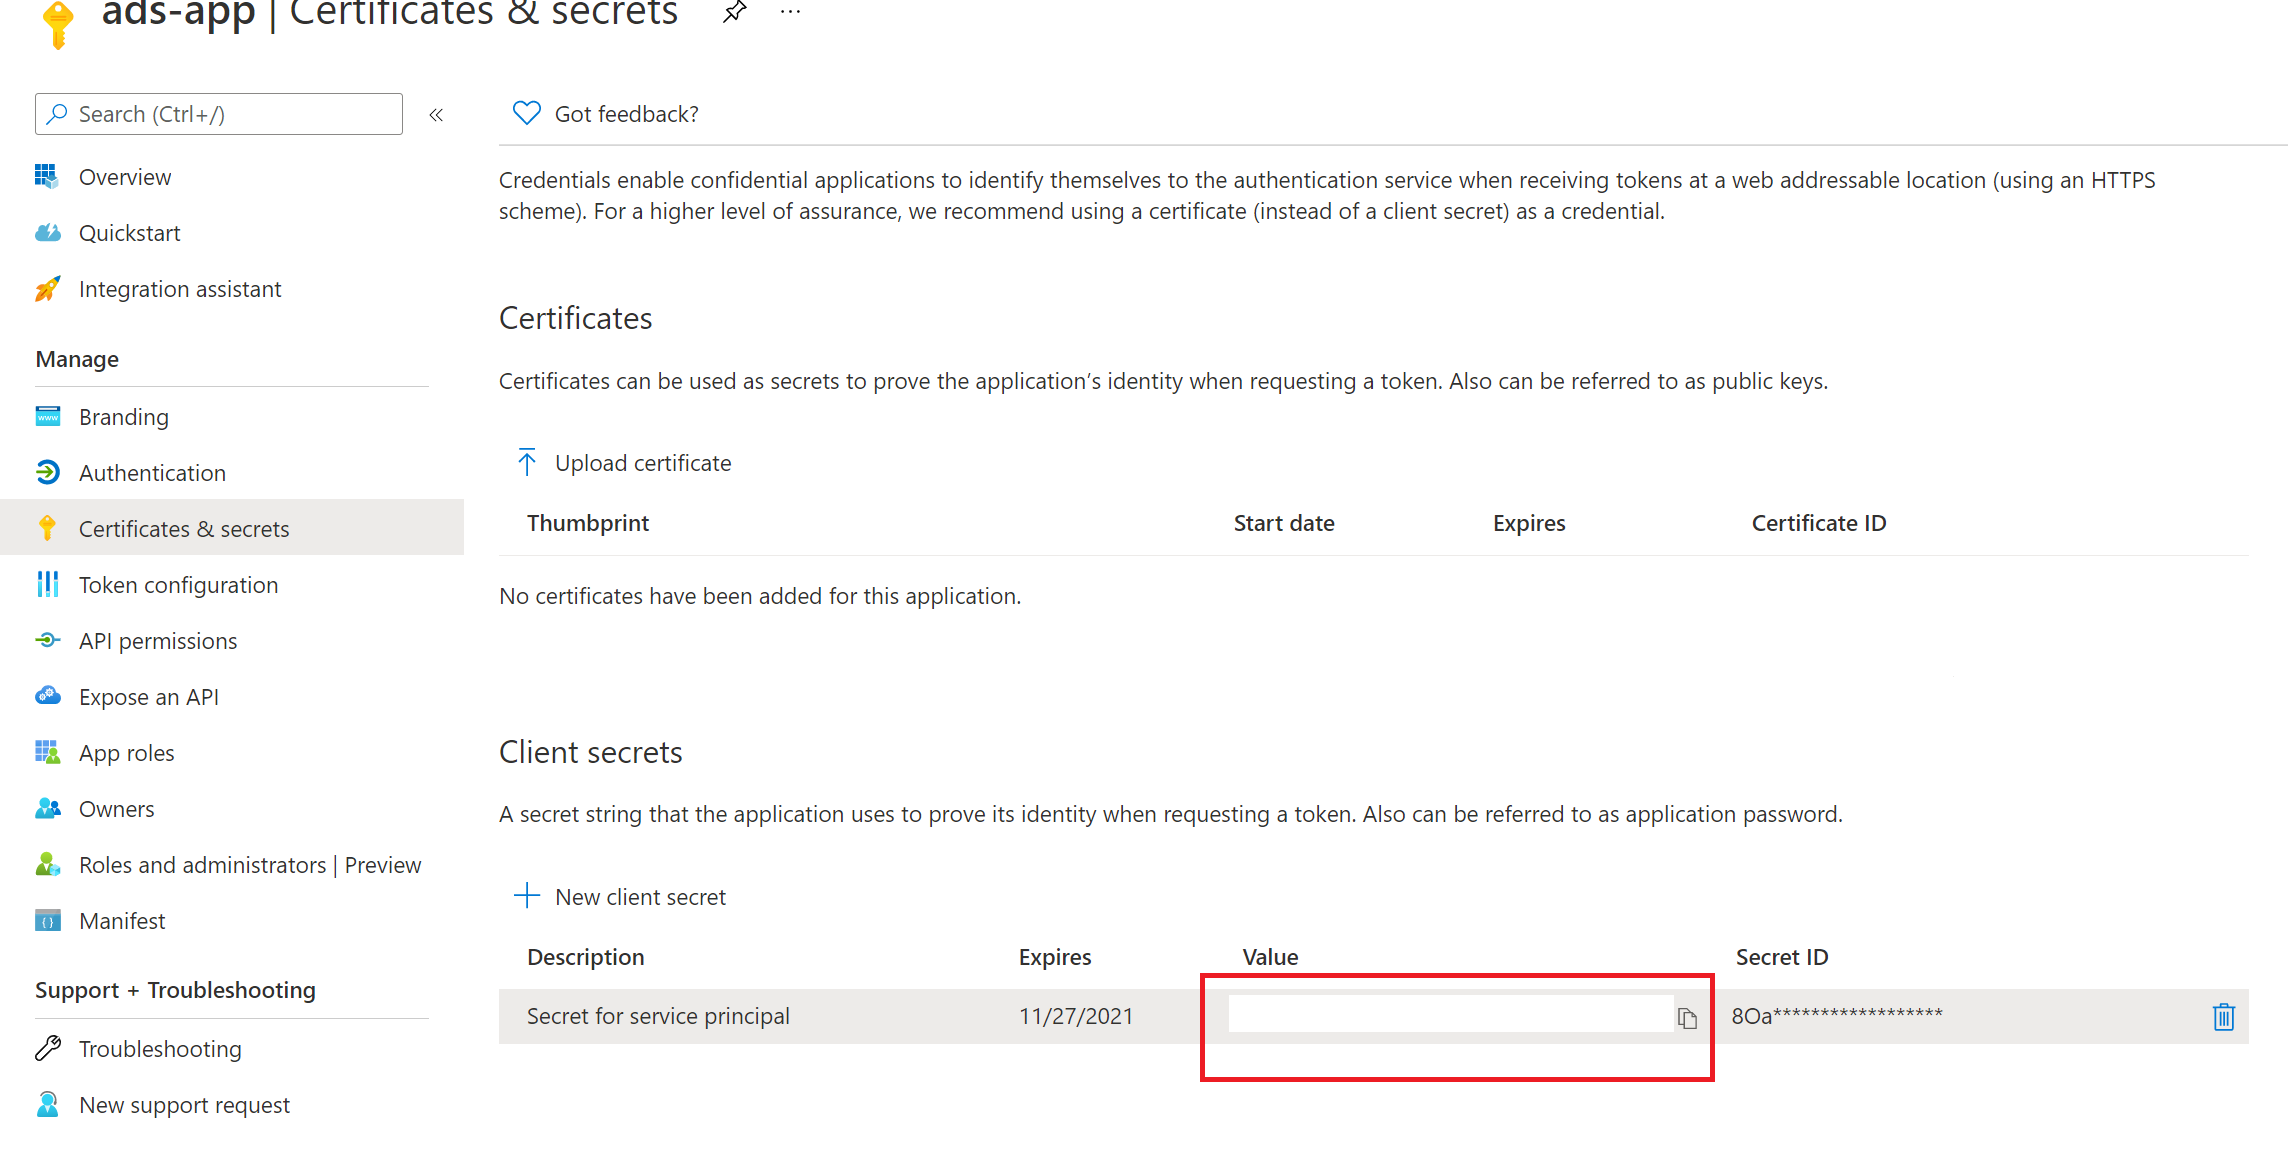 ads-app | Certificates & secrets ...
Search (Ctrl+/) «
Overview
Quickstart
Integration assistant
Manage
www Branding
Authentication
Certificates & secrets
Token configuration
API permissions
Expose an API
App roles
Owners
Roles and administrators | Preview
Manifest
Support + Troubleshooting
Troubleshooting
New support request
Got feedback?
Credentials enable confidential applications to identify themselves to the authentication service when receiving tokens at a web addressable location (using an HTTPS
scheme). For a higher level of assurance, we recommend using a certificate (instead of a client secret) as a credential.
Certificates
Certificates can be used as secrets to prove the application’s identity when requesting a token. Also can be referred to as public keys.
Upload certificate
Thumbprint Start date Expires Certificate ID
No certificates have been added for this application.
Client secrets
A secret string that the application uses to prove its identity when requesting a token. Also can be referred to as application password.
New client secret
Description Expires Value Secret ID
Secret for service principal 11/27/2021 8Oa******************